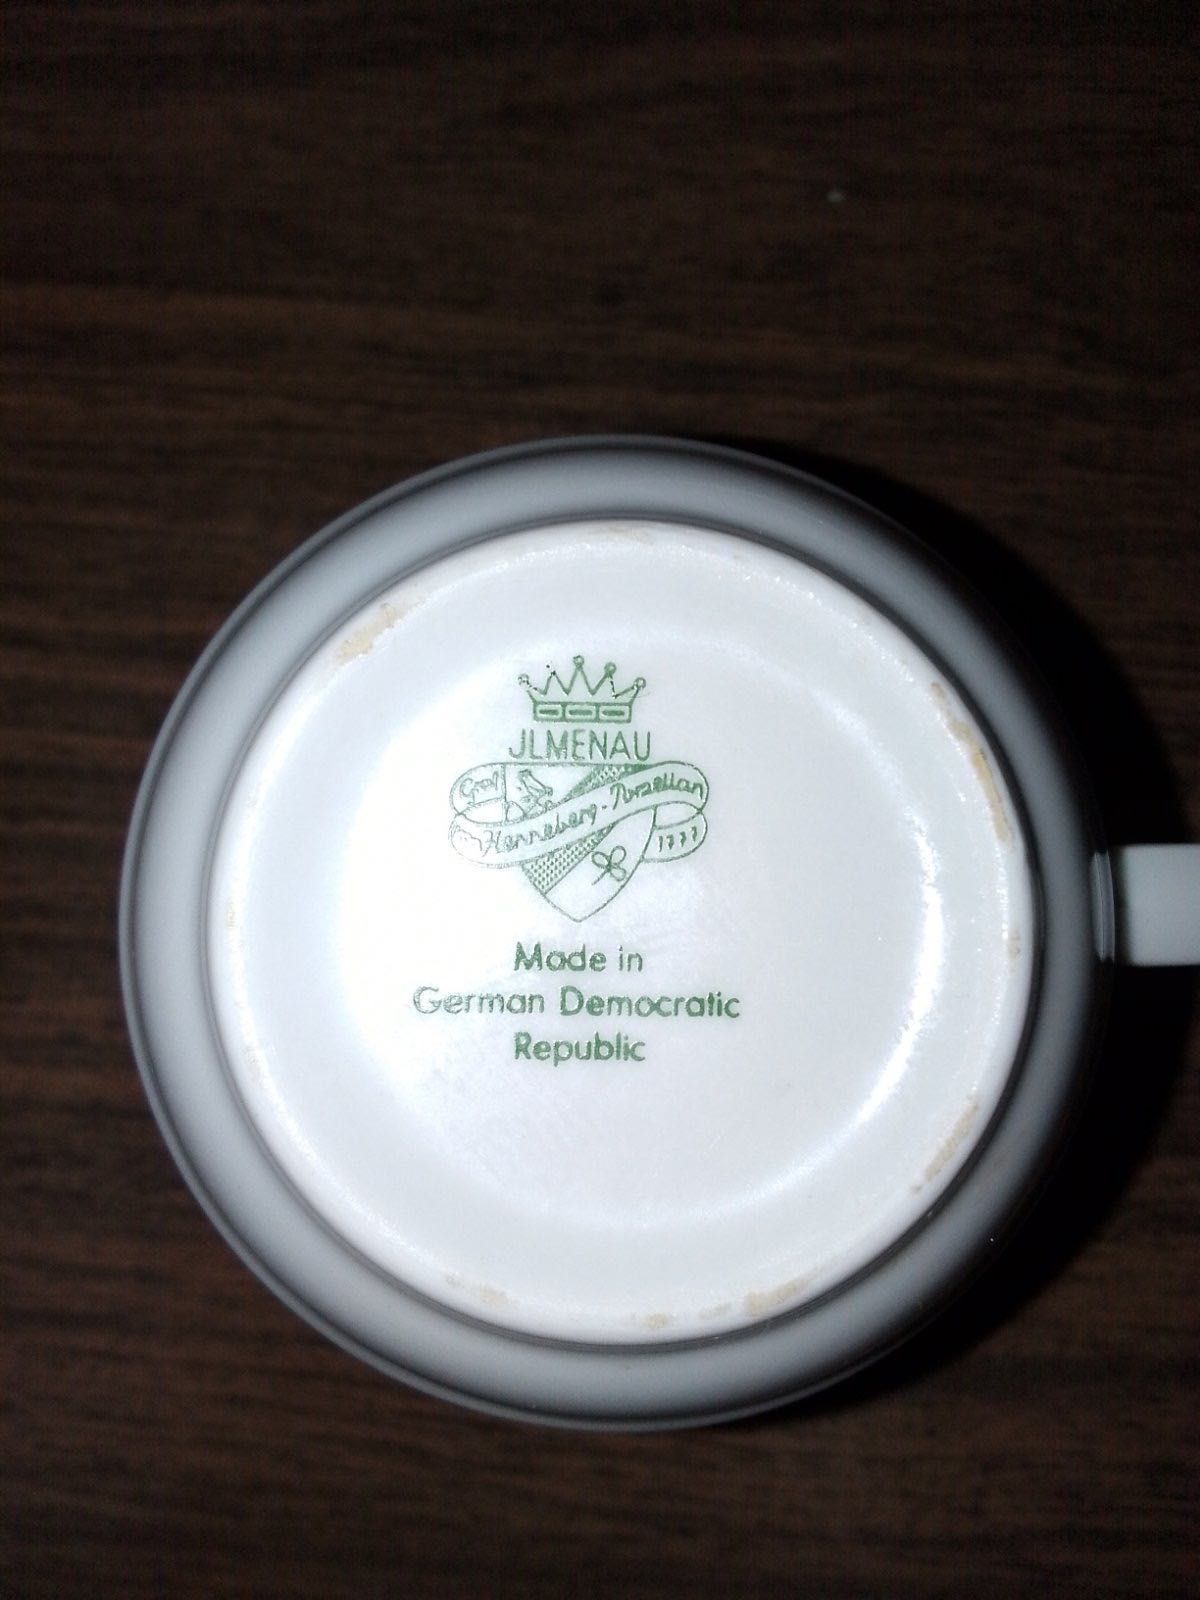 JLMENAU
Graf
Henneberg-Porzellan
1777
Made in
German Democratic
Republic